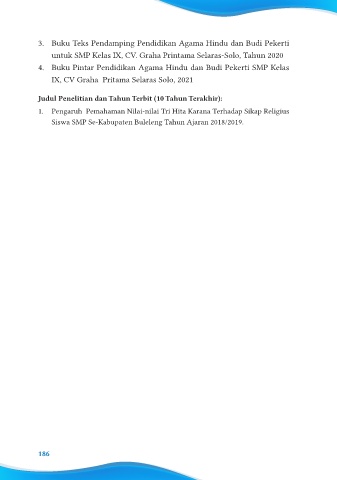 3. Buku Teks Pendamping Pendidikan Agama Hindu dan Budi Pekerti
untuk SMP Kelas IX, CV. Graha Printama Selaras-Solo, Tahun 2020
4. Buku Pintar Pendidikan Agama Hindu dan Budi Pekerti SMP Kelas
IX, CV Graha Pritama Selaras Solo, 2021
Judul Penelitian dan Tahun Terbit (10 Tahun Terakhir):
1. Pengaruh Pemahaman Nilai-nilai Tri Hita Karana Terhadap Sikap Religius
Siswa SMP Se-Kabupaten Buleleng Tahun Ajaran 2018/2019.
186